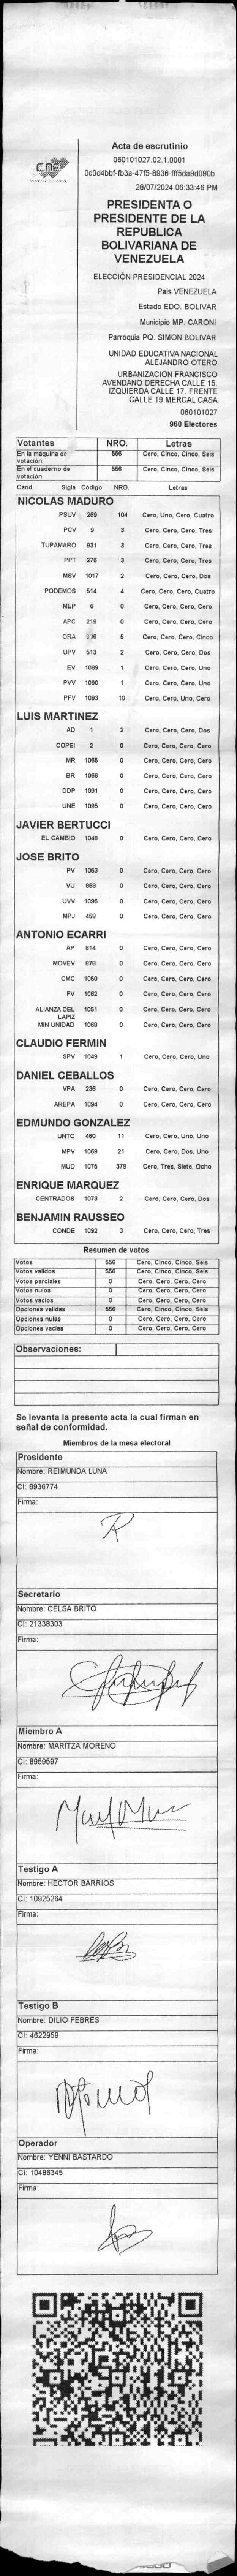 CNE
Acta de escrutinio
060101027.02.1.0001
0c0d4bbf-fb3a-47f5-8936-fff5da9d090b
28/07/2024 06:33:46 PM
PRESIDENTA O
PRESIDENTE DE LA
REPUBLICA
BOLIVARIANA DE
VENEZUELA
ELECCIÓN PRESIDENCIAL 2024
País VENEZUELA
Estado EDO. BOLIVAR
Municipio MP. CARONI
Parroquia PQ. SIMON BOLIVAR
UNIDAD EDUCATIVA NACIONAL
ALEJANDRO OTERO
URBANIZACION FRANCISCO
AVENDANO DERECHA CALLE 15.
IZQUIERDA CALLE 17. FRENTE
CALLE 19 MERCAL CASA
060101027
960 Electores
Votantes NRO. Letras
En la máquina de votación 556 Cero, Cinco, Cinco, Seis
En el cuaderno de votación 556 Cero, Cinco, Cinco, Seis
Cand. Sigla Código NRO. Letras
NICOLAS MADURO
PSUV 269 104 Cero, Uno, Cero, Cuatro
PCV 9 3 Cero, Cero, Cero, Tres
TUPAMARO 931 3 Cero, Cero, Cero, Tres
PPT 276 3 Cero, Cero, Cero, Tres
MSV 1017 2 Cero, Cero, Cero, Dos
PODEMOS 514 4 Cero, Cero, Cero, Cuatro
MEP 6 0 Cero, Cero, Cero, Cero
APC 219 0 Cero, Cero, Cero, Cero
ORA 5 Cero, Cero, Cero, Cinco
UPV 513 2 Cero, Cero, Cero, Dos
EV 1089 1 Cero, Cero, Cero, Uno
PVV 1090 1 Cero, Cero, Cero, Uno
PFV 1093 10 Cero, Cero, Uno, Cero
LUIS MARTINEZ
AD 1 2 Cero, Cero, Cero, Dos
COPEI 2 0 Cero, Cero, Cero, Cero
MR 1065 0 Cero, Cero, Cero, Cero
BR 1066 0 Cero, Cero, Cero, Cero
DDP 1091 0 Cero, Cero, Cero, Cero
UNE 1095 0 Cero, Cero, Cero, Cero
JAVIER BERTUCCI
EL CAMBIO 1048 0 Cero, Cero, Cero, Cero
JOSE BRITO
PV 1053 0 Cero, Cero, Cero, Cero
VU 868 0 Cero, Cero, Cero, Cero
UVV 1096 0 Cero, Cero, Cero, Cero
MPJ 458 0 Cero, Cero, Cero, Cero
ANTONIO ECARRI
AP 814 0 Cero, Cero, Cero, Cero
MOVEV 979 0 Cero, Cero, Cero, Cero
CMC 1050 0 Cero, Cero, Cero, Cero
FV 1062 0 Cero, Cero, Cero, Cero
ALIANZA DEL LAPIZ 1051 0 Cero, Cero, Cero, Cero
MIN UNIDAD 1069 0 Cero, Cero, Cero, Cero
CLAUDIO FERMIN
SPV 1049 1 Cero, Cero, Cero, Uno
DANIEL CEBALLOS
VPA 236 0 Cero, Cero, Cero, Cero
AREPA 1094 0 Cero, Cero, Cero, Cero
EDMUNDO GONZALEZ
UNTC 460 11 Cero, Cero, Uno, Uno
MPV 1069 21 Cero, Cero, Dos, Uno
MUD 1075 378 Cero, Tres, Siete, Ocho
ENRIQUE MARQUEZ
CENTRADOS 1073 2 Cero, Cero, Cero, Dos
BENJAMIN RAUSSEO
CONDE 1092 3 Cero, Cero, Cero, Tres
Resumen de votos
Votos 556 Cero, Cinco, Cinco, Seis
Votos validos 556 Cero, Cinco, Cinco, Seis
Votos parciales 0 Cero, Cero, Cero, Cero
Votos nulos 0 Cero, Cero, Cero, Cero
Votos vacios 0 Cero, Cero, Cero, Cero
Opciones validas 556 Cero, Cinco, Cinco, Seis
Opciones nulas 0 Cero, Cero, Cero, Cero
Opciones vacias 0 Cero, Cero, Cero, Cero
Observaciones:
Se levanta la presente acta la cual firman en
señal de conformidad.
Miembros de la mesa electoral
Presidente
Nombre: REIMUNDA LUNA
CI: 8936774
Firma:
Secretario
Nombre: CELSA BRITO
CI: 21338303
Firma:
Miembro A
Nombre: MARITZA MORENO
CI: 8959597
Firma:
Testigo A
Nombre: HECTOR BARRIOS
CI: 10925264
Firma:
Testigo B
Nombre: DILIO FEBRES
CI: 4622959
Firma:
Operador
Nombre: YENNI BASTARDO
CI: 10486345
Firma: